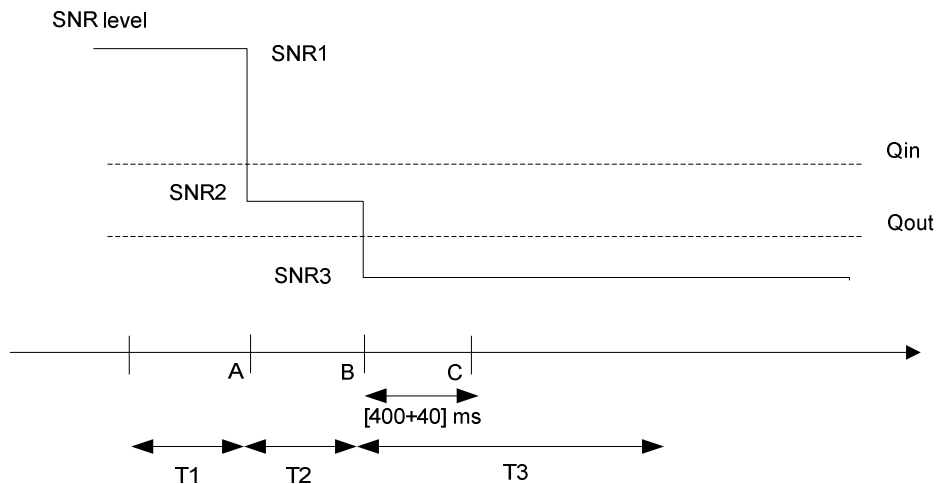 SNR level
SNR1
Qin
SNR2
Qout
SNR3
A
B
C
[400+40] ms
T1
T2
T3